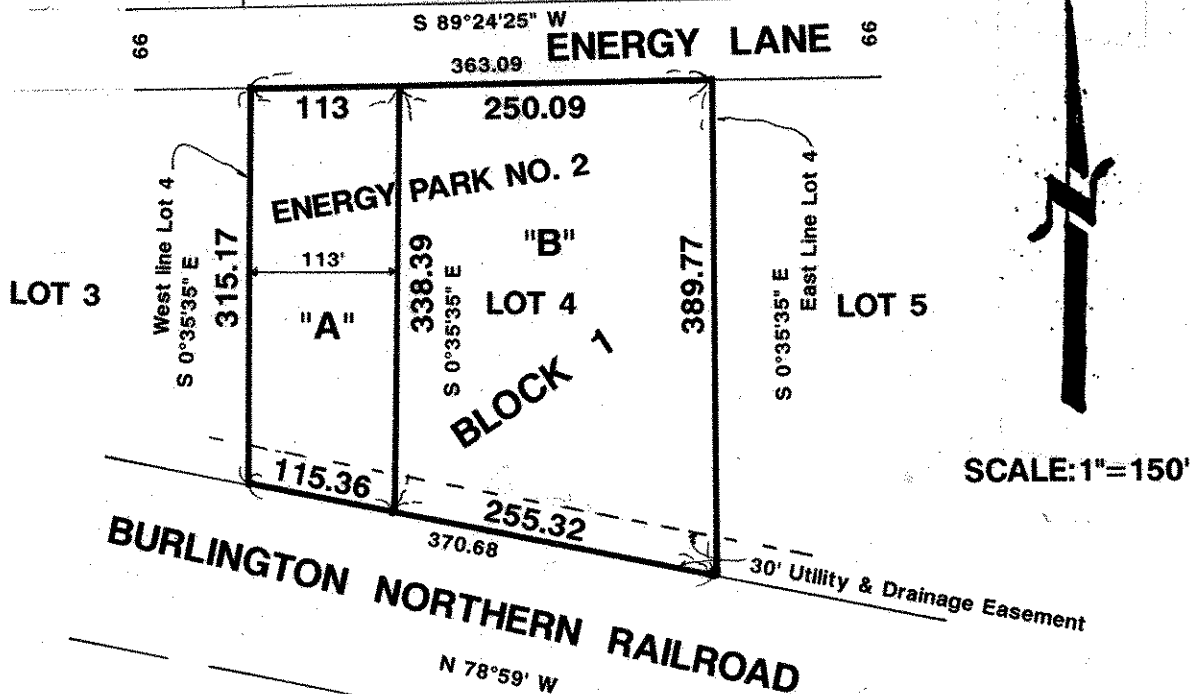 S 89°24'25" W
66 ENERGY LANE 66
363.09
113 250.09
West line Lot 4
S 0°35'35" E
315.17
ENERGY PARK NO. 2
113'
"A"
338.39
S 0°35'35" E
"B"
LOT 4
BLOCK 1
389.77
S 0°35'35" E
East Line Lot 4
LOT 3
LOT 5
SCALE:1"=150'
N
115.36
255.32
370.68
30' Utility & Drainage Easement
BURLINGTON NORTHERN RAILROAD
N 78°59' W